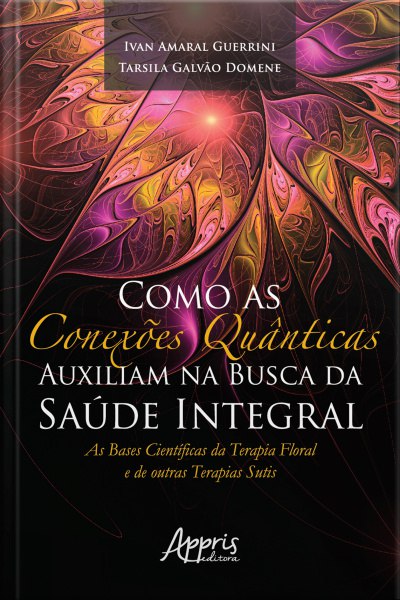 Ivan Amaral Guerrini
Tarsila Galvão Domene
Como as
Conexões Quânticas
Auxiliam na Busca da
Saúde Integral
As Bases Científicas da Terapia Floral
e de outras Terapias Sutis
Appris
editora